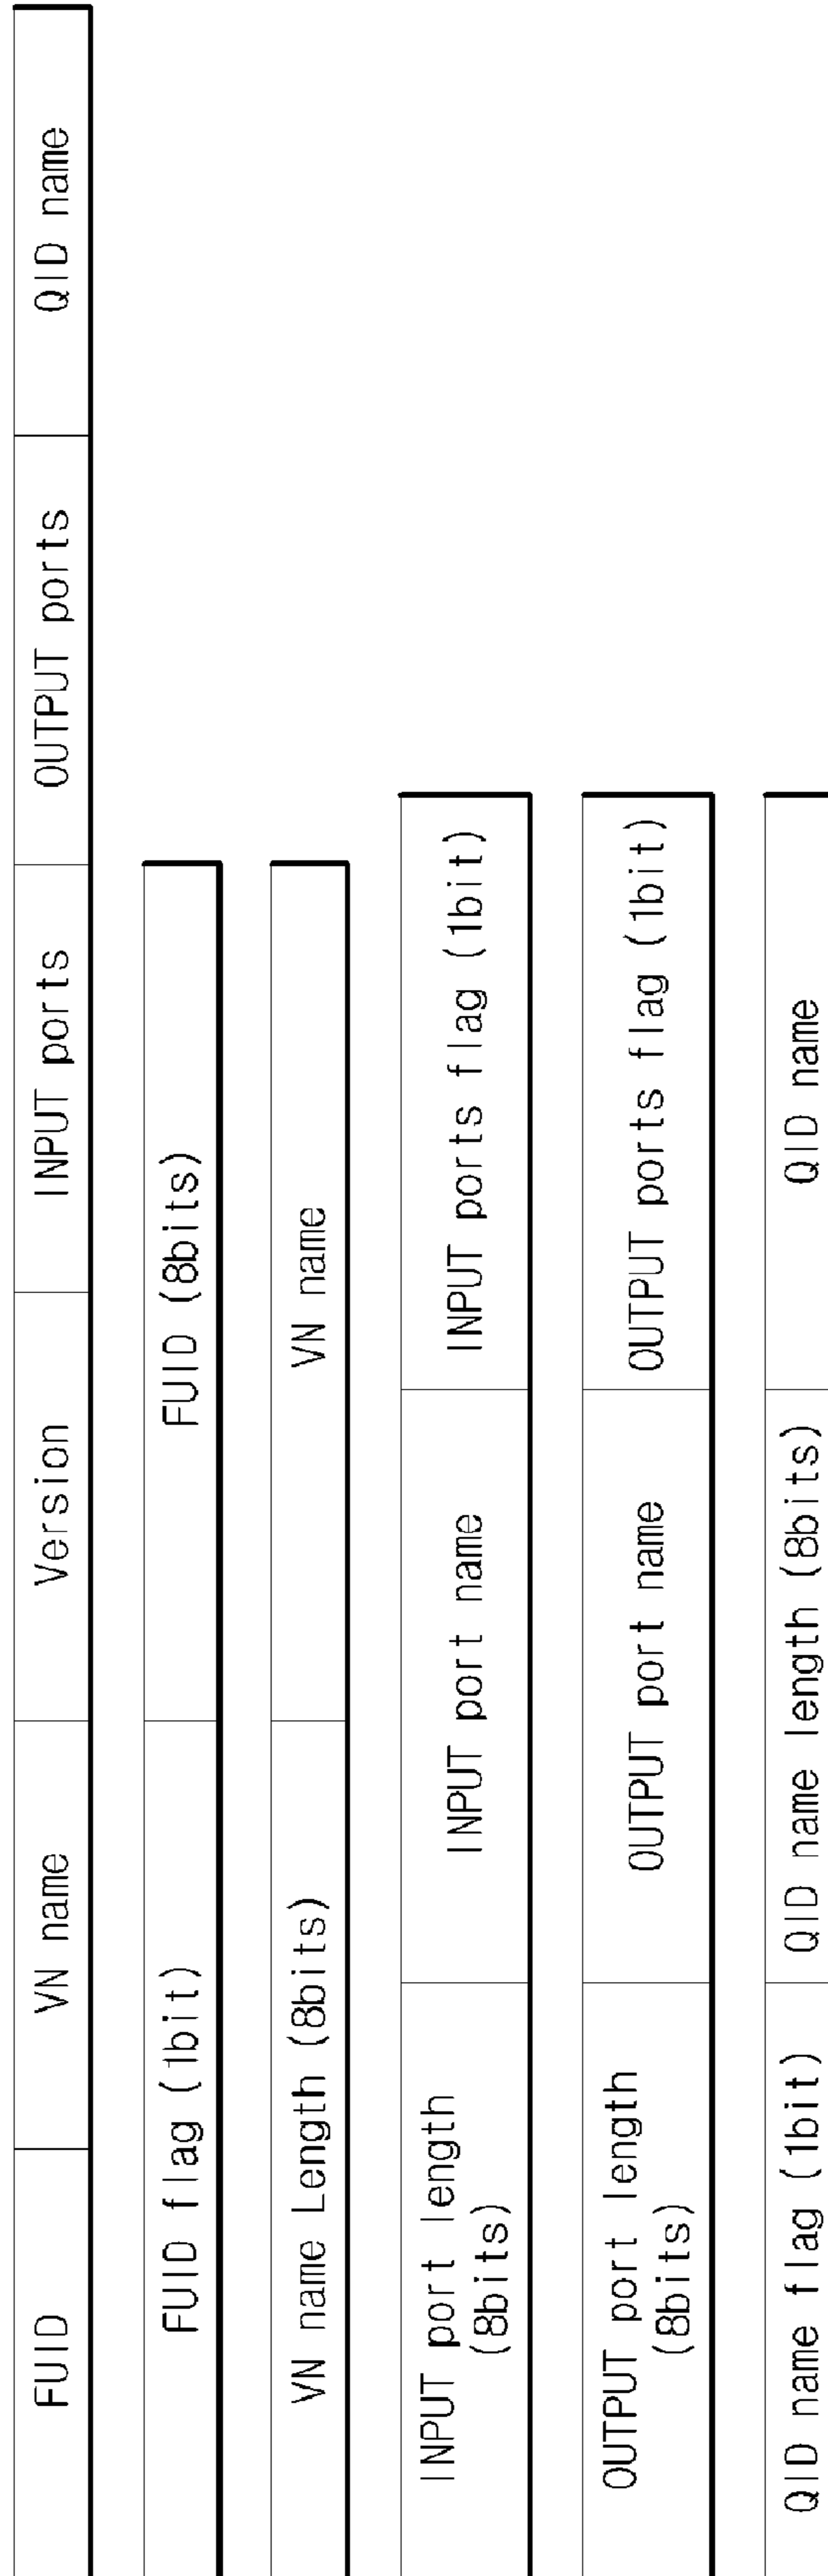 FUID
VN name
Version
INPUT ports
OUTPUT ports
QID name
FUID flag (1bit)
FUID (8bits)
VN name Length (8bits)
VN name
INPUT port length
(8bits)
INPUT port name
INPUT ports flag (1bit)
OUTPUT port length
(8bits)
OUTPUT port name
OUTPUT ports flag (1bit)
QID name flag (1bit)
QID name length (8bits)
QID name